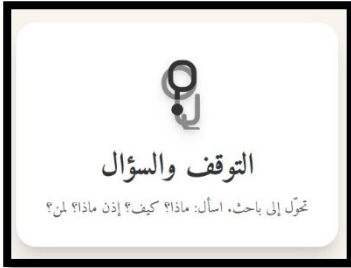 التوقف والسؤال
تحوّل إلى باحث، اسأل: ماذا؟ كيف؟ إذن ماذا؟ لمن؟